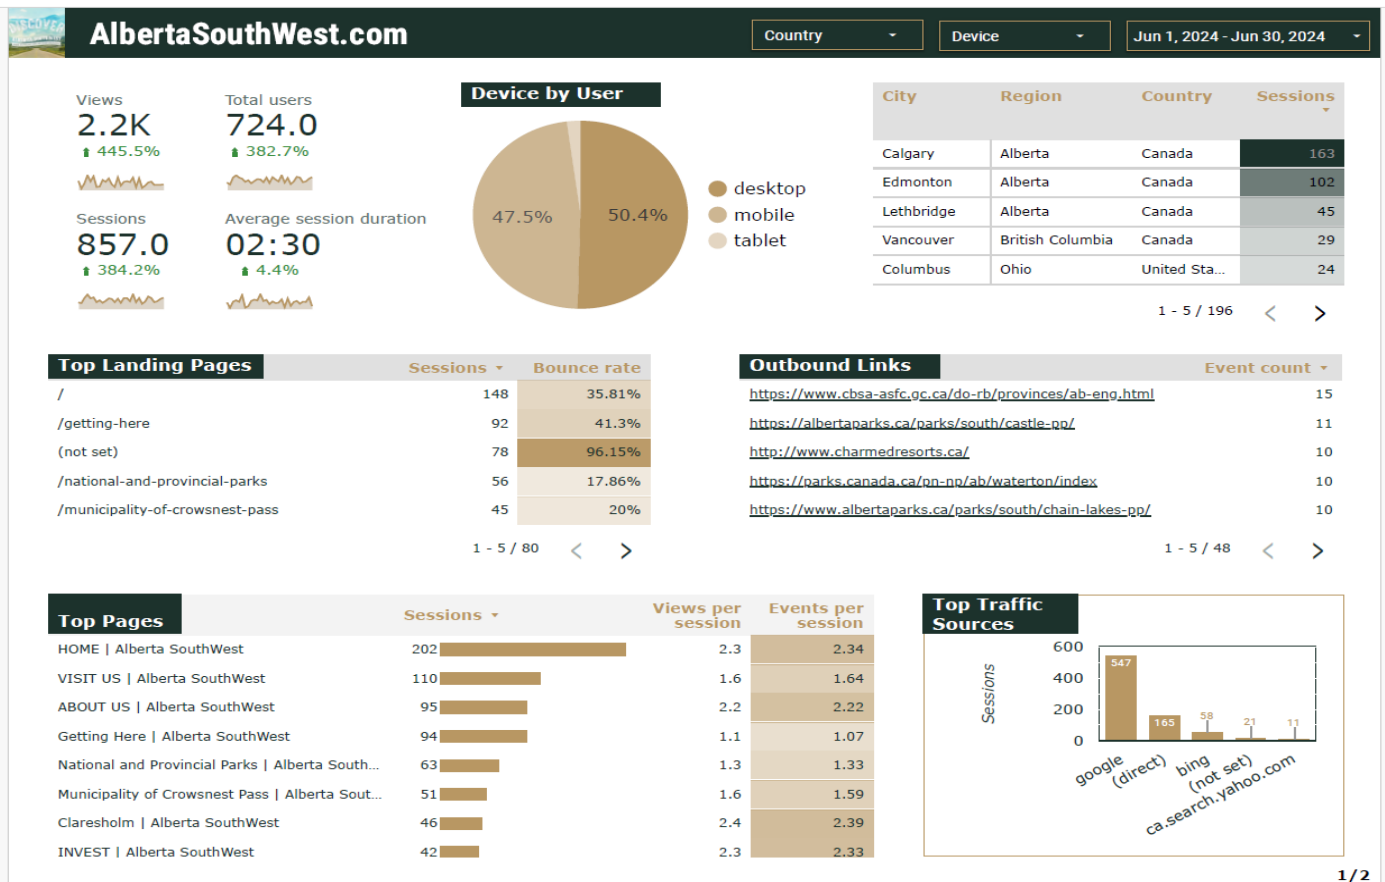 DISCOVER
AlbertaSouthWest.com
Country
Device
Jun 1, 2024 - Jun 30, 2024
Views
2.2K
445.5%
Total users
724.0
382.7%
Sessions
857.0
384.2%
Average session duration
02:30
4.4%
Device by User
47.5%
50.4%
desktop
mobile
tablet
City Region Country Sessions
Calgary Alberta Canada 163
Edmonton Alberta Canada 102
Lethbridge Alberta Canada 45
Vancouver British Columbia Canada 29
Columbus Ohio United Sta... 24
1 - 5 / 196
Top Landing Pages Sessions Bounce rate
/ 148 35.81%
/getting-here 92 41.3%
(not set) 78 96.15%
/national-and-provincial-parks 56 17.86%
/municipality-of-crowsnest-pass 45 20%
1 - 5 / 80
Outbound Links Event count
https://www.cbsa-asfc.gc.ca/do-rb/provinces/ab-eng.html 15
https://albertaparks.ca/parks/south/castle-pp/ 11
http://www.charmedresorts.ca/ 10
https://parks.canada.ca/pn-np/ab/waterton/index 10
https://www.albertaparks.ca/parks/south/chain-lakes-pp/ 10
1 - 5 / 48
Top Pages Sessions Views per session Events per session
HOME | Alberta SouthWest 202 2.3 2.34
VISIT US | Alberta SouthWest 110 1.6 1.64
ABOUT US | Alberta SouthWest 95 2.2 2.22
Getting Here | Alberta SouthWest 94 1.1 1.07
National and Provincial Parks | Alberta South... 63 1.3 1.33
Municipality of Crowsnest Pass | Alberta Sout... 51 1.6 1.59
Claresholm | Alberta SouthWest 46 2.4 2.39
INVEST | Alberta SouthWest 42 2.3 2.33
Top Traffic
Sources
Sessions
600
400
200
0
547
165
58
21
11
google
(direct)
bing
(not set)
ca.search.yahoo.com
1/2